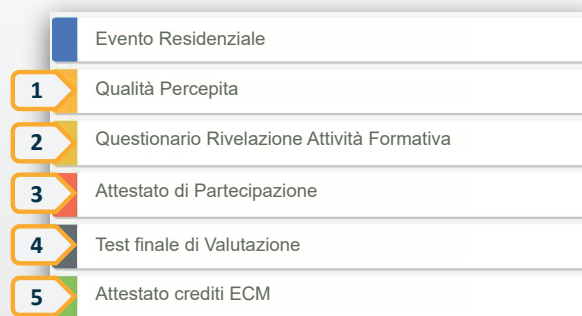 Evento Residenziale
1 Qualità Percepita
2 Questionario Rivelazione Attività Formativa
3 Attestato di Partecipazione
4 Test finale di Valutazione
5 Attestato crediti ECM